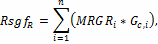 Rsgf_R = \sum_{i=1}^{n} (MRGR_i * G_{c,i}),